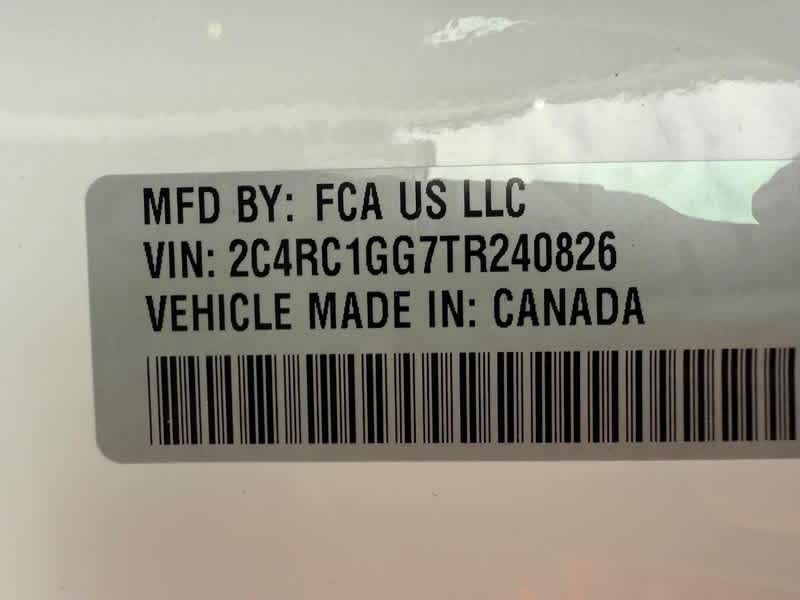 MFD BY: FCA US LLC
VIN: 2C4RC1GG7TR240826
VEHICLE MADE IN: CANADA